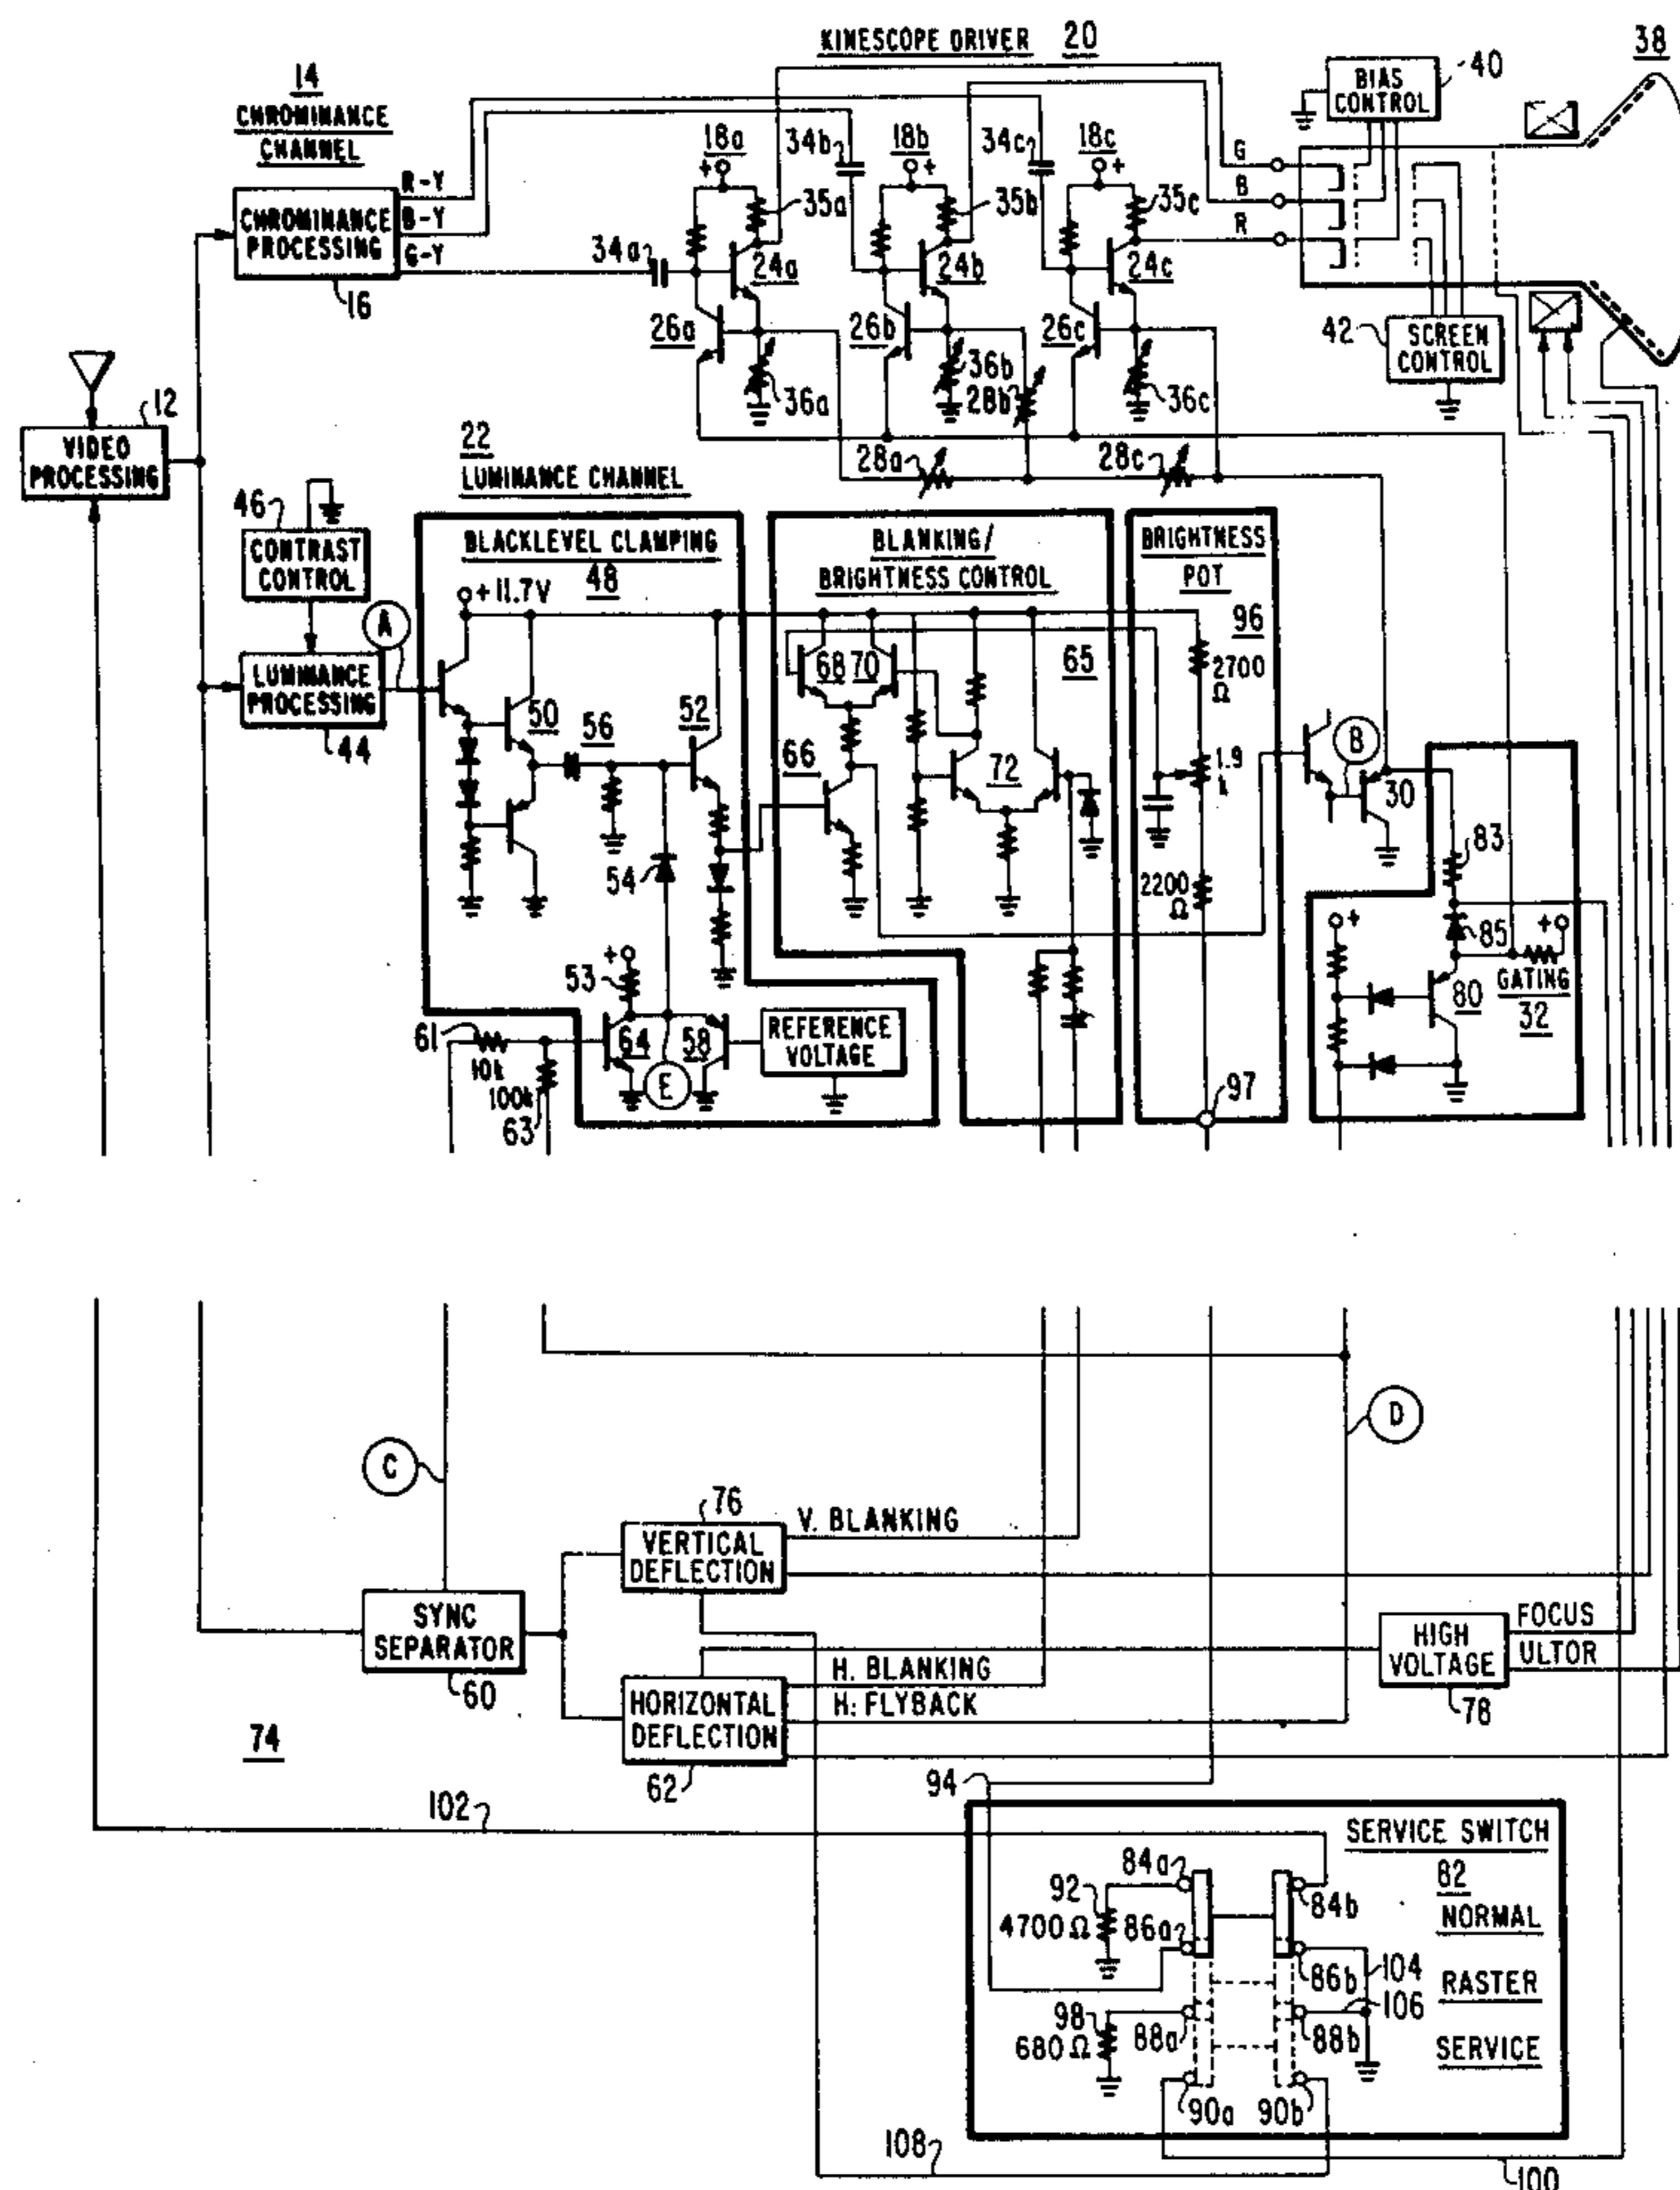 KINESCOPE DRIVER 20
38
14
CHROMINANCE
CHANNEL
BIAS
CONTROL
40
R-Y
B-Y
G-Y
CHROMINANCE
PROCESSING
16
34a
34b
34c
18a
18b
18c
+
+
+
35a
35b
35c
24a
24b
24c
26a
26b
26c
36a
36b
36c
28b
28a
28c
G
B
R
42
SCREEN
CONTROL
12
VIDEO
PROCESSING
22
LUMINANCE CHANNEL
46
CONTRAST
CONTROL
A
LUMINANCE
PROCESSING
44
BLACKLEVEL CLAMPING
48
+11.7V
50
56
52
54
53
+
61
10k
100k
63
64
58
E
REFERENCE
VOLTAGE
BLANKING/
BRIGHTNESS CONTROL
68
70
65
66
72
BRIGHTNESS
POT
96
2700
Ω
1.9
k
2200
Ω
97
B
30
83
85
+
+
80
GATING
32
C
D
76
VERTICAL
DEFLECTION
V. BLANKING
SYNC
SEPARATOR
60
HORIZONTAL
DEFLECTION
62
H. BLANKING
H: FLYBACK
HIGH
VOLTAGE
78
FOCUS
ULTOR
74
94
102
SERVICE SWITCH
82
NORMAL
RASTER
SERVICE
84a
84b
92
4700 Ω
86a
86b
104
106
98
680 Ω
88a
88b
90a
90b
108
100